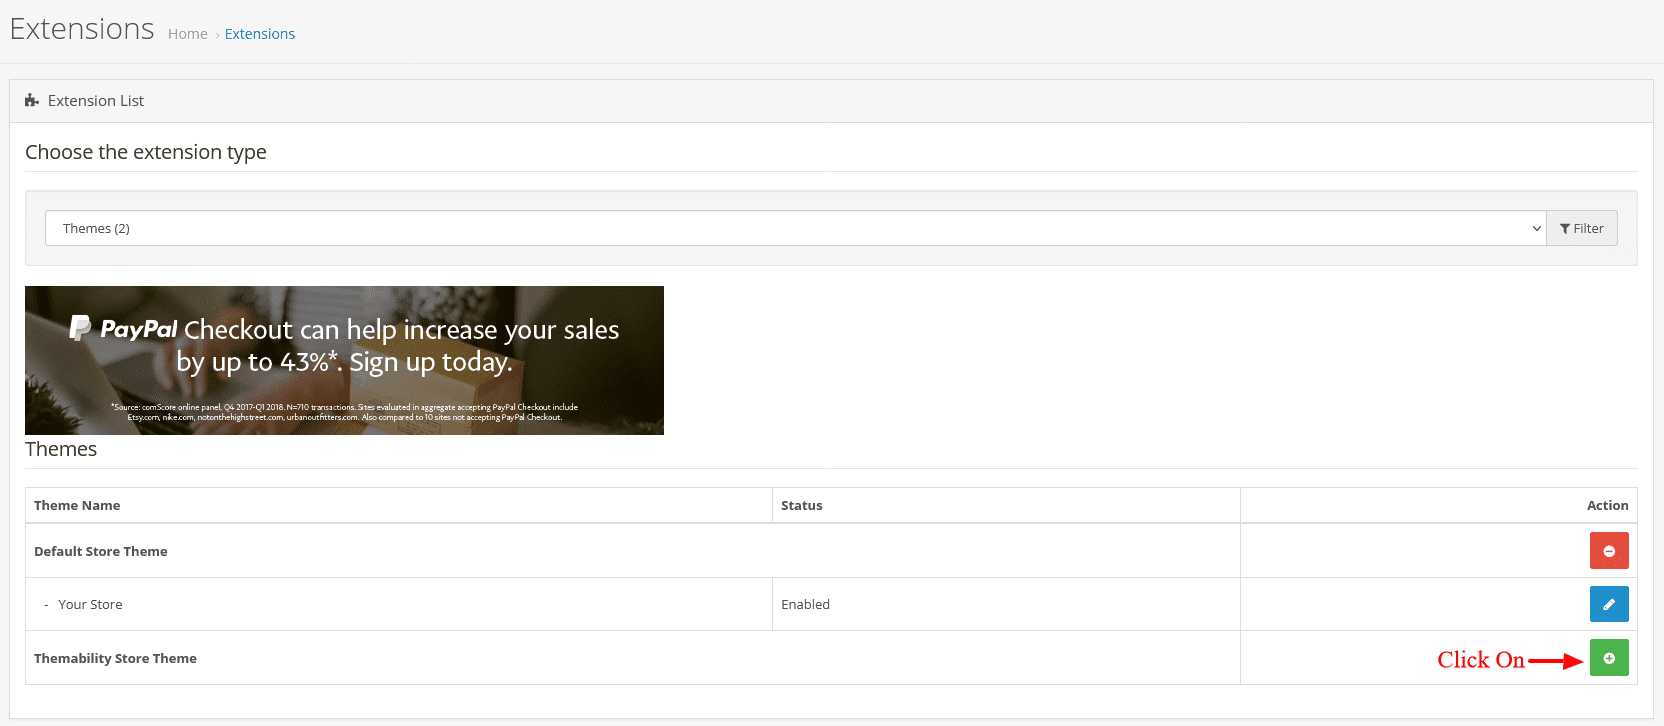 Extensions Home › Extensions
Extension List
Choose the extension type
Themes (2) Filter
PayPal Checkout can help increase your sales
by up to 43%*. Sign up today.
*Source: comScore online panel, Q4 2017-Q1 2018. N=710 transactions. Sites evaluated in aggregate accepting PayPal Checkout include
Etsy.com, nike.com, notonthehighstreet.com, urbanoutfitters.com. Also compared to 10 sites not accepting PayPal Checkout.
Themes
Theme Name Status Action
Default Store Theme
- Your Store Enabled
Themability Store Theme Click On